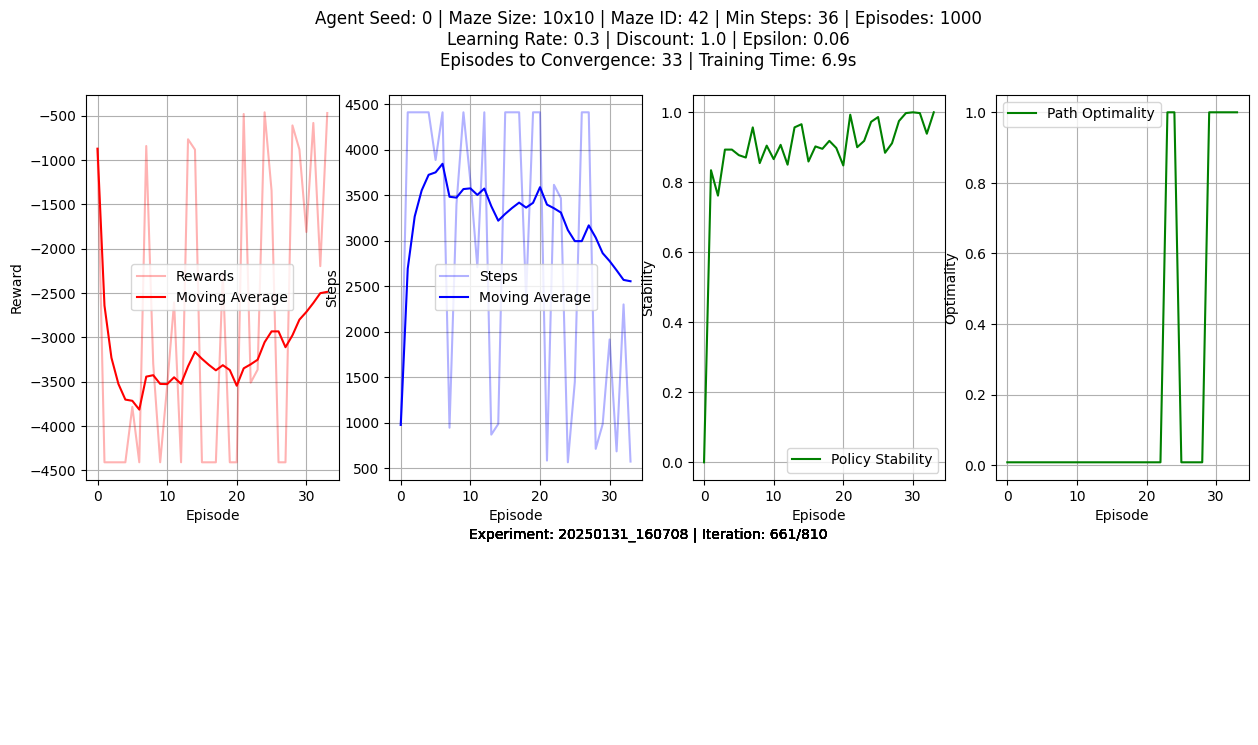 Agent Seed: 0 | Maze Size: 10x10 | Maze ID: 42 | Min Steps: 36 | Episodes: 1000
Learning Rate: 0.3 | Discount: 1.0 | Epsilon: 0.06
Episodes to Convergence: 33 | Training Time: 6.9s
Reward
−500
−1000
−1500
−2000
−2500
−3000
−3500
−4000
−4500
Rewards
Moving Average
0
10
20
30
Episode
Steps
4500
4000
3500
3000
2500
2000
1500
1000
500
Steps
Moving Average
0
10
20
30
Episode
Stability
1.0
0.8
0.6
0.4
0.2
0.0
Policy Stability
0
10
20
30
Episode
Optimality
1.0
0.8
0.6
0.4
0.2
0.0
Path Optimality
0
10
20
30
Episode
Experiment: 20250131_160708 | Iteration: 661/810